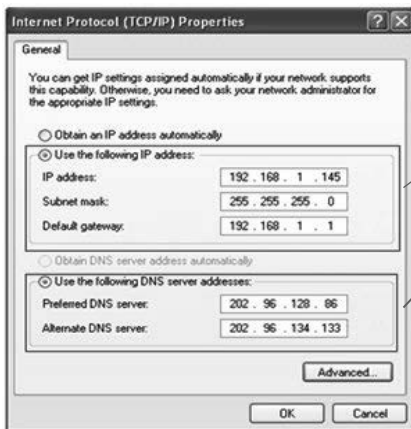 Internet Protocol (TCP/IP) Properties
General
You can get IP settings assigned automatically if your network supports
this capability. Otherwise, you need to ask your network administrator for
the appropriate IP settings.
Obtain an IP address automatically
Use the following IP address:
IP address: 192 . 168 . 1 . 145
Subnet mask: 255 . 255 . 255 . 0
Default gateway: 192 . 168 . 1 . 1
Obtain DNS server address automatically
Use the following DNS server addresses:
Preferred DNS server: 202 . 96 . 128 . 86
Alternate DNS server: 202 . 96 . 134 . 133
Advanced...
OK Cancel